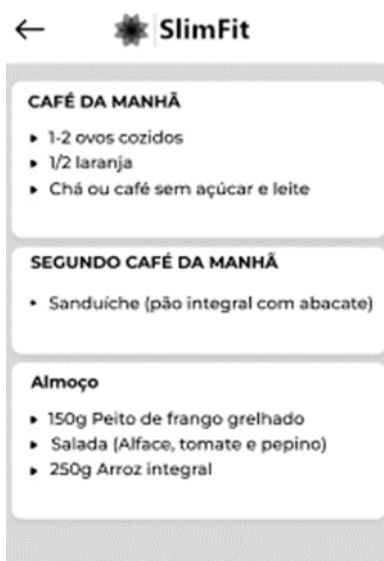 SlimFit
CAFÉ DA MANHÃ
1-2 ovos cozidos
1/2 laranja
Chá ou café sem açúcar e leite
SEGUNDO CAFÉ DA MANHÃ
Sanduíche (pão integral com abacate)
Almoço
150g Peito de frango grelhado
Salada (Alface, tomate e pepino)
250g Arroz integral